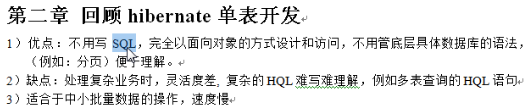 第二章 回顾 hibernate 单表开发
1）优点：不用写 SQL，完全以面向对象的方式设计和访问，不用管底层具体数据库的语法，
（例如：分页）便于理解。
2）缺点：处理复杂业务时，灵活度差, 复杂的 HQL 难写难理解，例如多表查询的 HQL 语句
3）适合于中小批量数据的操作，速度慢